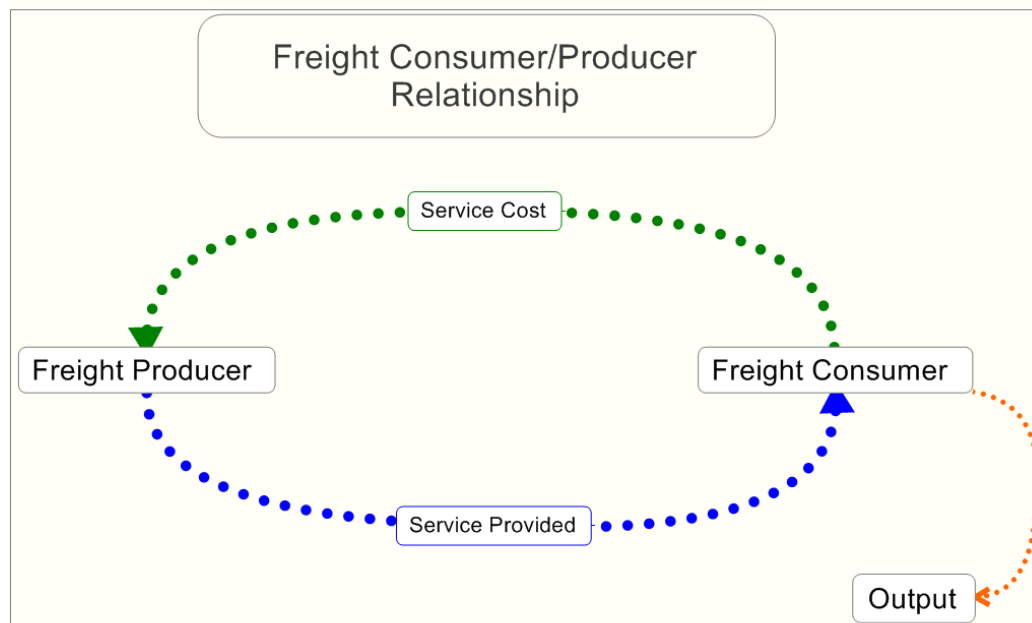 Freight Consumer/Producer
Relationship
Service Cost
Freight Producer
Freight Consumer
Service Provided
Output